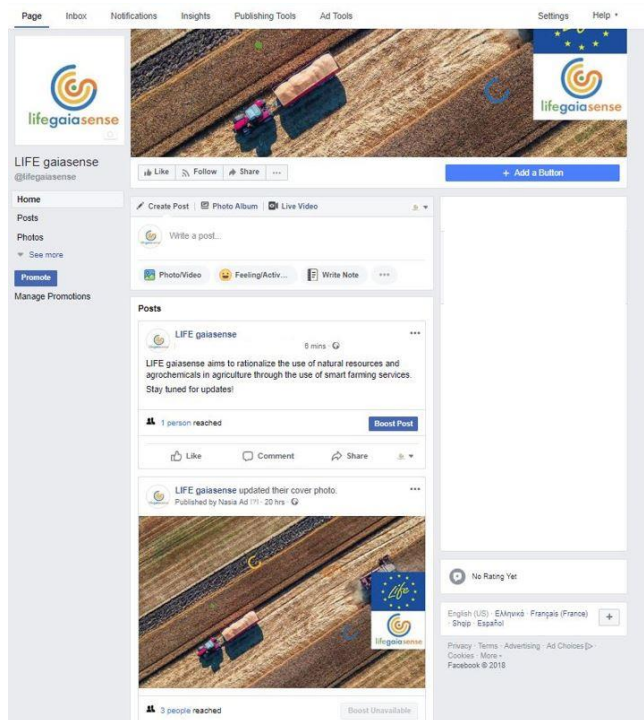 Page Inbox Notifications Insights Publishing Tools Ad Tools Settings Help
lifegaiasense
lifegaiasense
LIFE gaiasense
@lifegaiasense
Like Follow Share ...
+ Add a Button
Home
Posts
Photos
See more
Promote
Manage Promotions
Create Post Photo Album Live Video
Write a post...
Photo/Video Feeling/Activ... Write Note ...
Posts
LIFE gaiasense ...
8 mins ·
LIFE gaiasense aims to rationalize the use of natural resources and
agrochemicals in agriculture through the use of smart farming services.
Stay tuned for updates!
1 person reached Boost Post
Like Comment Share
LIFE gaiasense updated their cover photo. ...
Published by Nasia Ad · 20 hrs ·
Life
lifegaiasense
3 people reached Boost Unavailable
No Rating Yet
English (US) · Ελληνικά · Français (France)
· Shqip · Español
+
Privacy · Terms · Advertising · Ad Choices ·
Cookies · More
Facebook © 2018